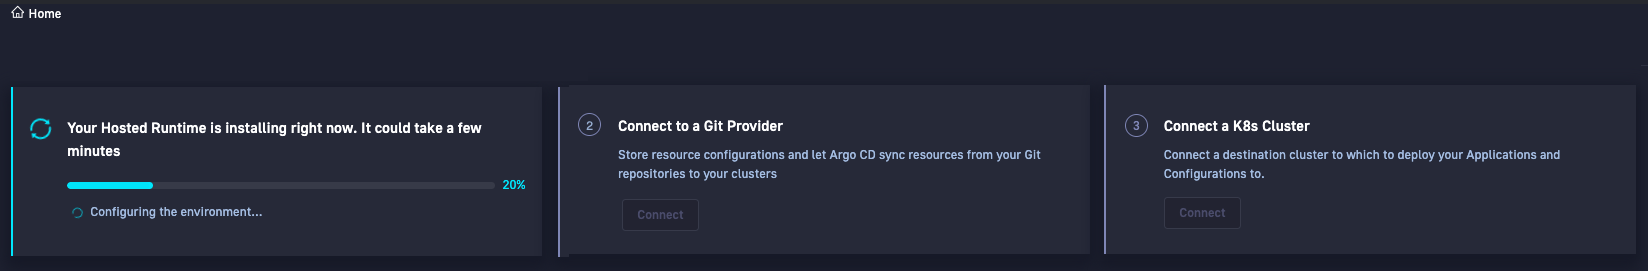 Home
Your Hosted Runtime is installing right now. It could take a few
minutes
20%
Configuring the environment...
2
Connect to a Git Provider
Store resource configurations and let Argo CD sync resources from your Git
repositories to your clusters
Connect
3
Connect a K8s Cluster
Connect a destination cluster to which to deploy your Applications and
Configurations to.
Connect